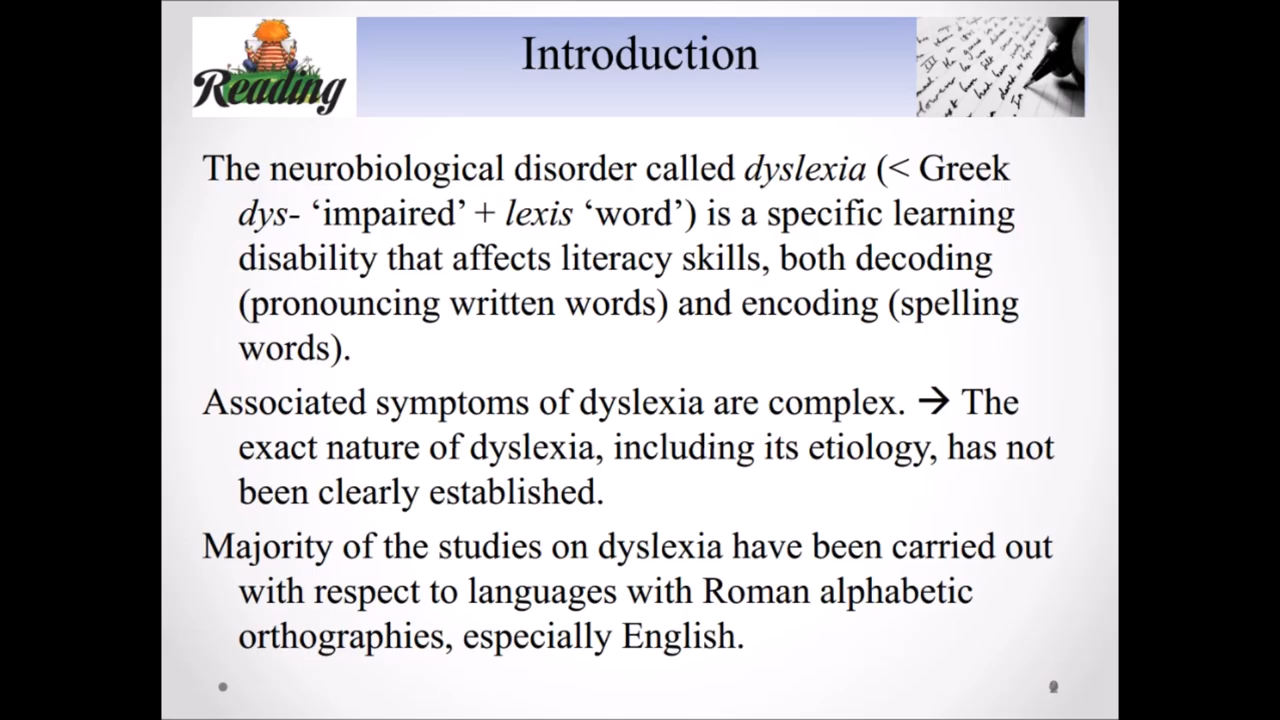 Reading
Introduction
The neurobiological disorder called dyslexia (< Greek
dys- ‘impaired’ + lexis ‘word’) is a specific learning
disability that affects literacy skills, both decoding
(pronouncing written words) and encoding (spelling
words).
Associated symptoms of dyslexia are complex. → The
exact nature of dyslexia, including its etiology, has not
been clearly established.
Majority of the studies on dyslexia have been carried out
with respect to languages with Roman alphabetic
orthographies, especially English.